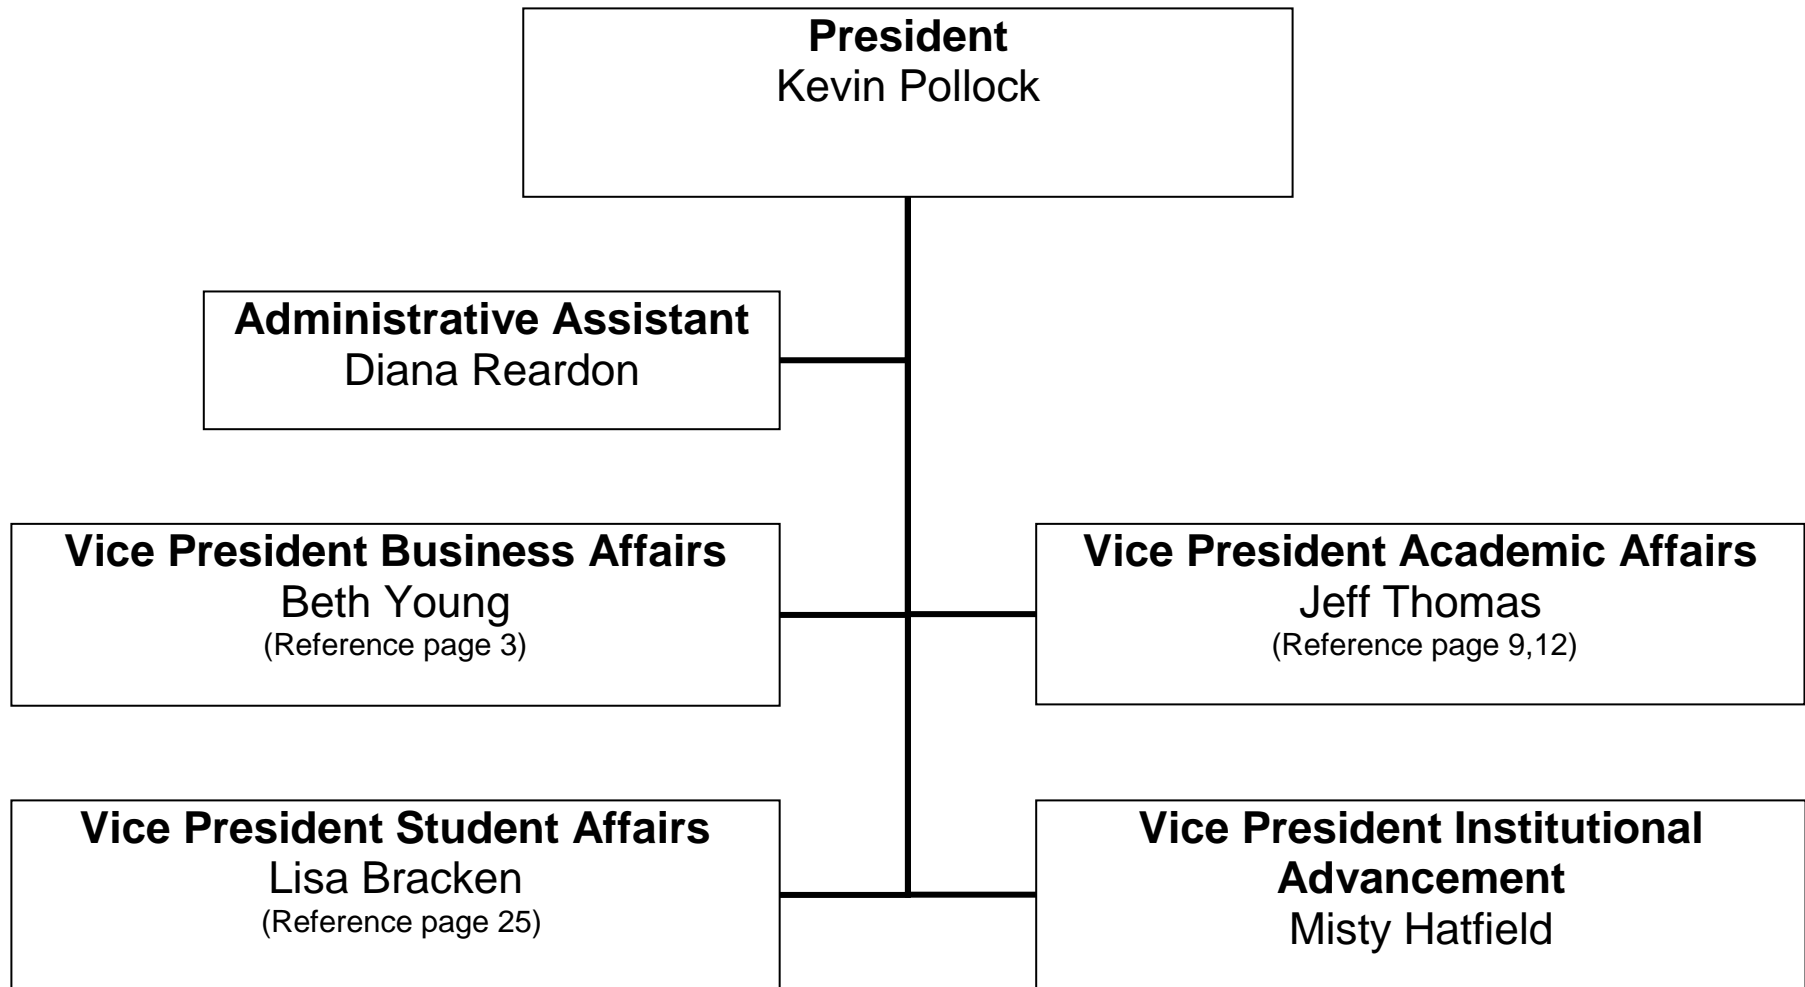 President
Kevin Pollock
Administrative Assistant
Diana Reardon
Vice President Business Affairs
Beth Young
(Reference page 3)
Vice President Academic Affairs
Jeff Thomas
(Reference page 9,12)
Vice President Student Affairs
Lisa Bracken
(Reference page 25)
Vice President Institutional
Advancement
Misty Hatfield